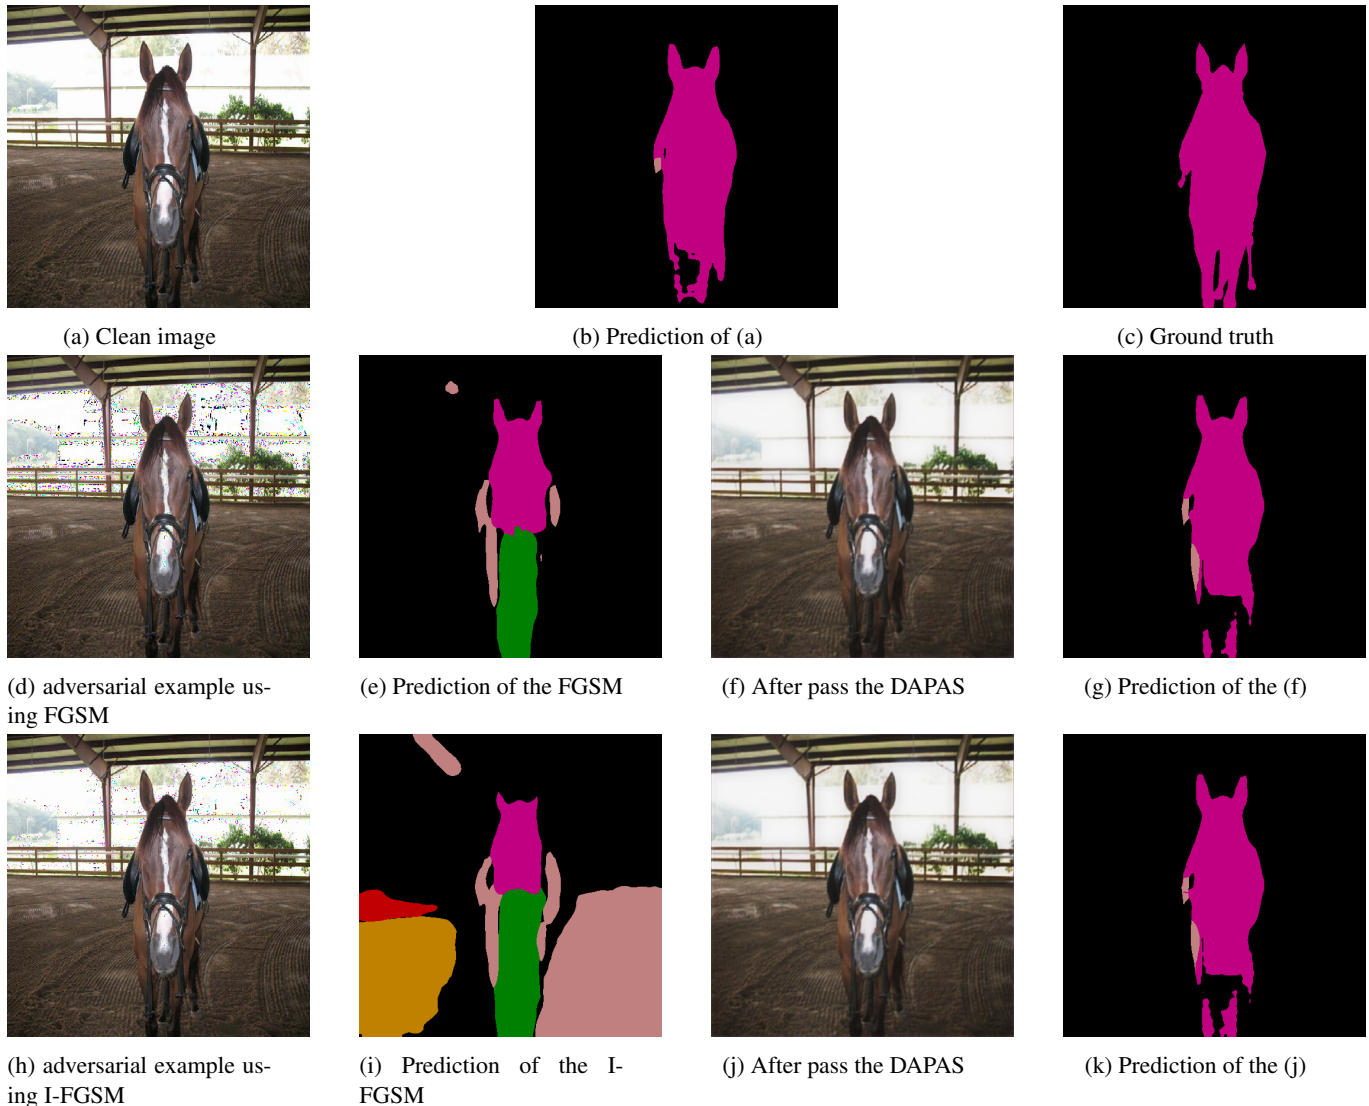 (a) Clean image
(b) Prediction of (a)
(c) Ground truth
(d) adversarial example us-
ing FGSM
(e) Prediction of the FGSM
(f) After pass the DAPAS
(g) Prediction of the (f)
(h) adversarial example us-
ing I-FGSM
(i) Prediction of the I-
FGSM
(j) After pass the DAPAS
(k) Prediction of the (j)